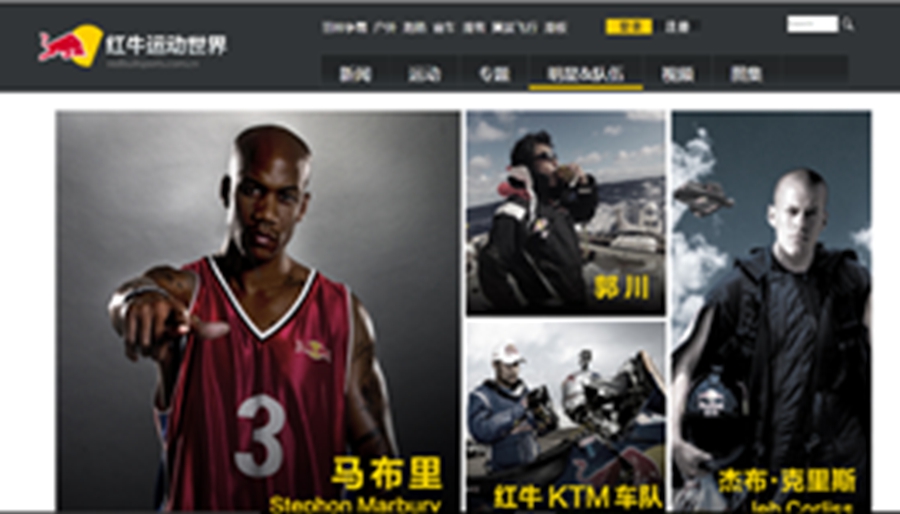 红牛运动世界
新闻 运动 专题 明星&队伍 视频 图集
3
马布里
Stephon Marbury
郭川
红牛 KTM 车队
杰布·克里斯
Jeb Corliss